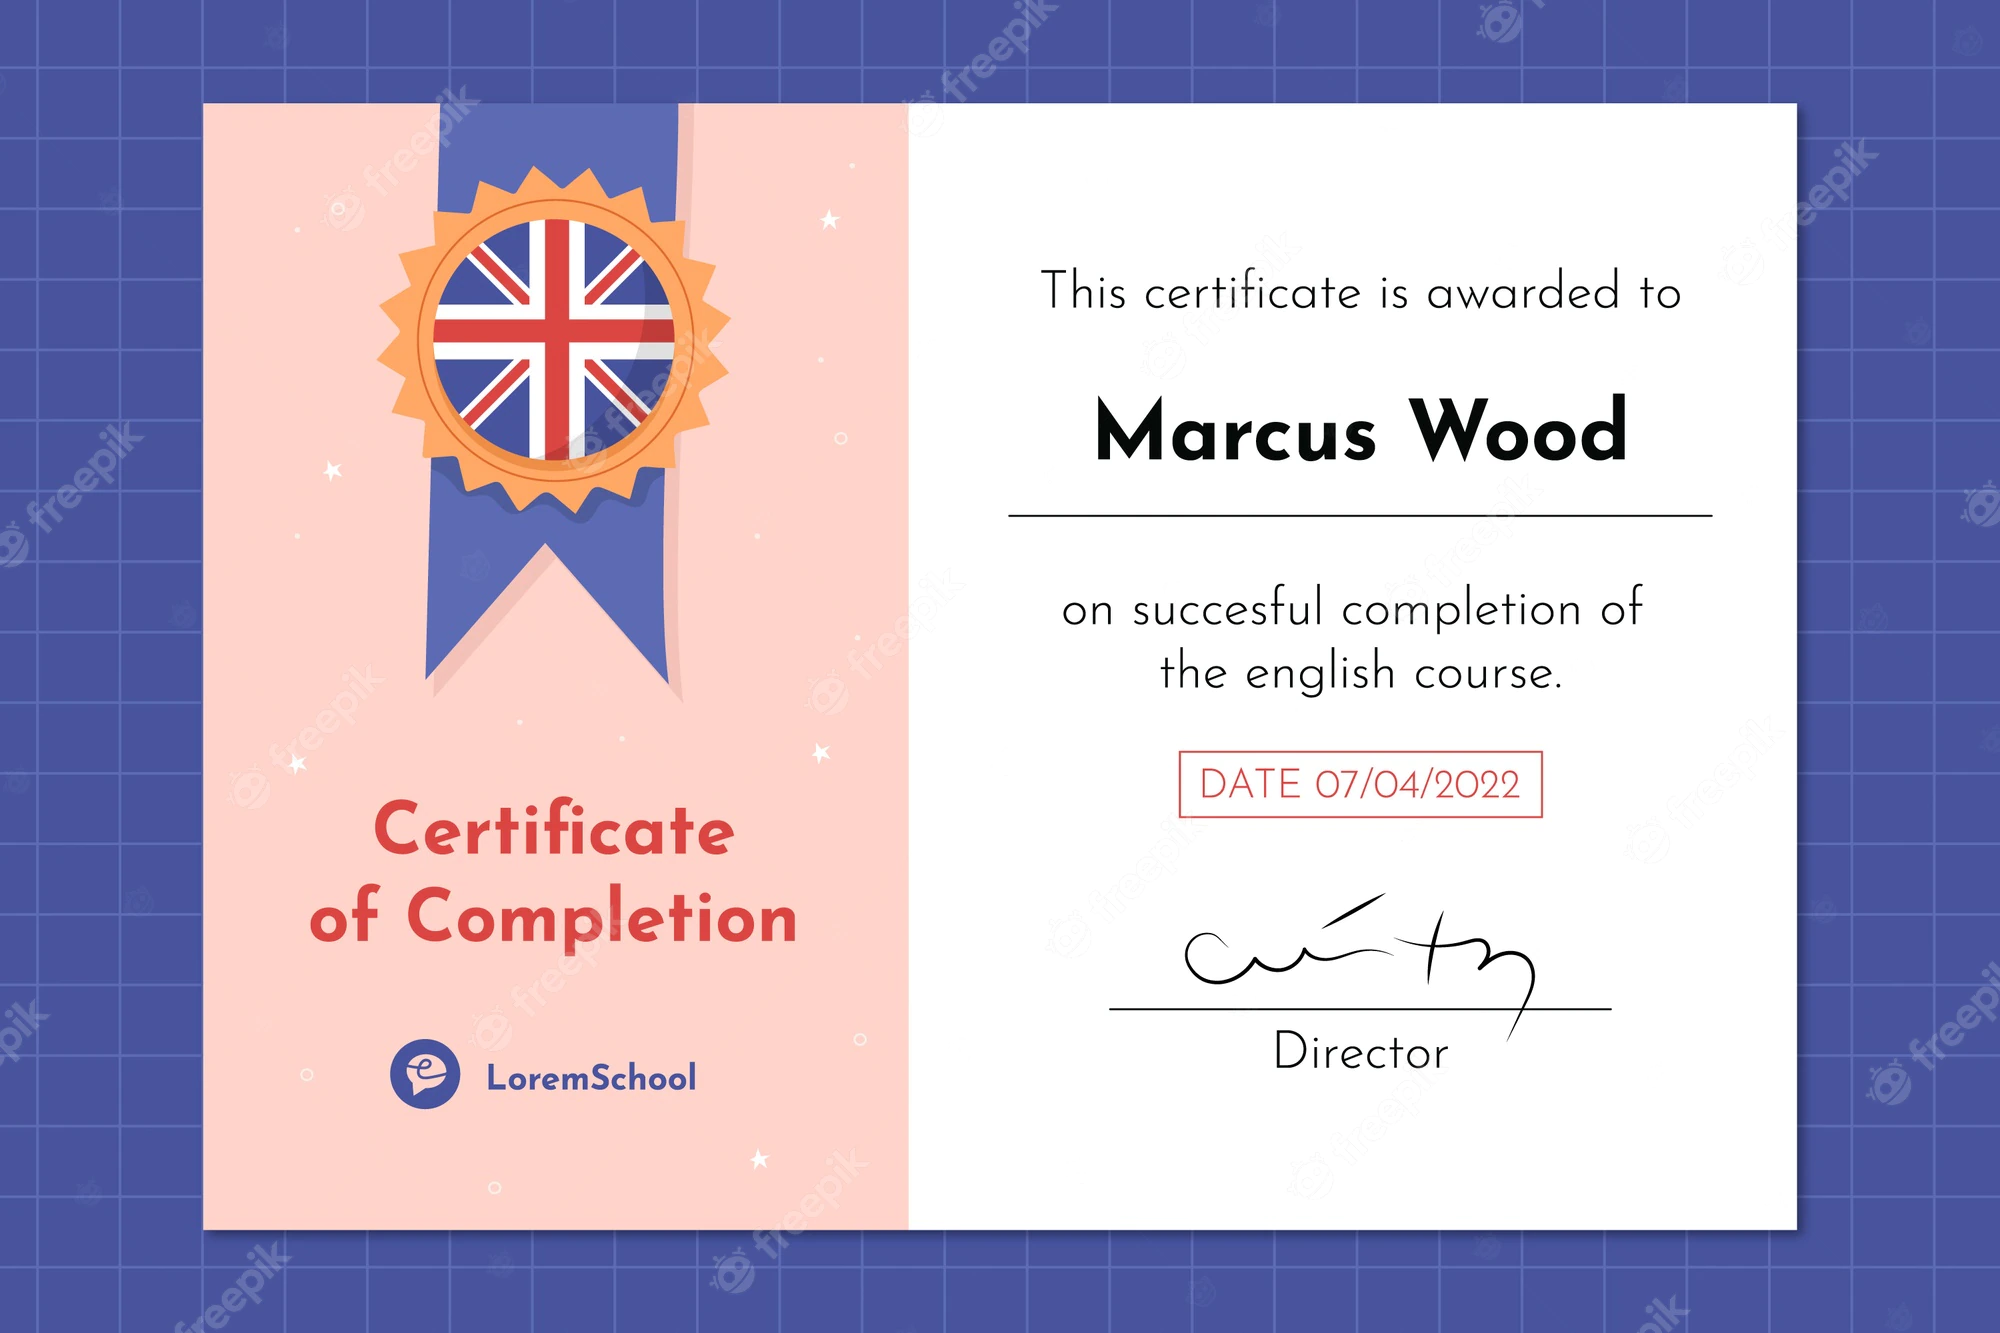 Certificate
of Completion
LoremSchool
This certificate is awarded to
Marcus Wood
on succesful completion of
the english course.
DATE 07/04/2022
Director
freepik